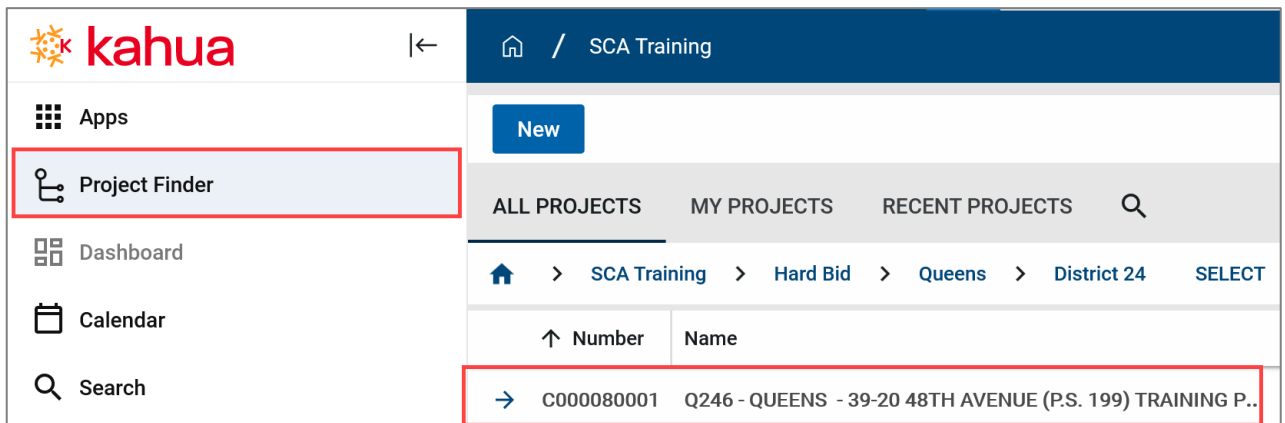 kahua
Apps
Project Finder
Dashboard
Calendar
Search
/ SCA Training
New
ALL PROJECTS MY PROJECTS RECENT PROJECTS
> SCA Training > Hard Bid > Queens > District 24 SELECT
↑ Number Name
→ C000080001 Q246 - QUEENS - 39-20 48TH AVENUE (P.S. 199) TRAINING P...